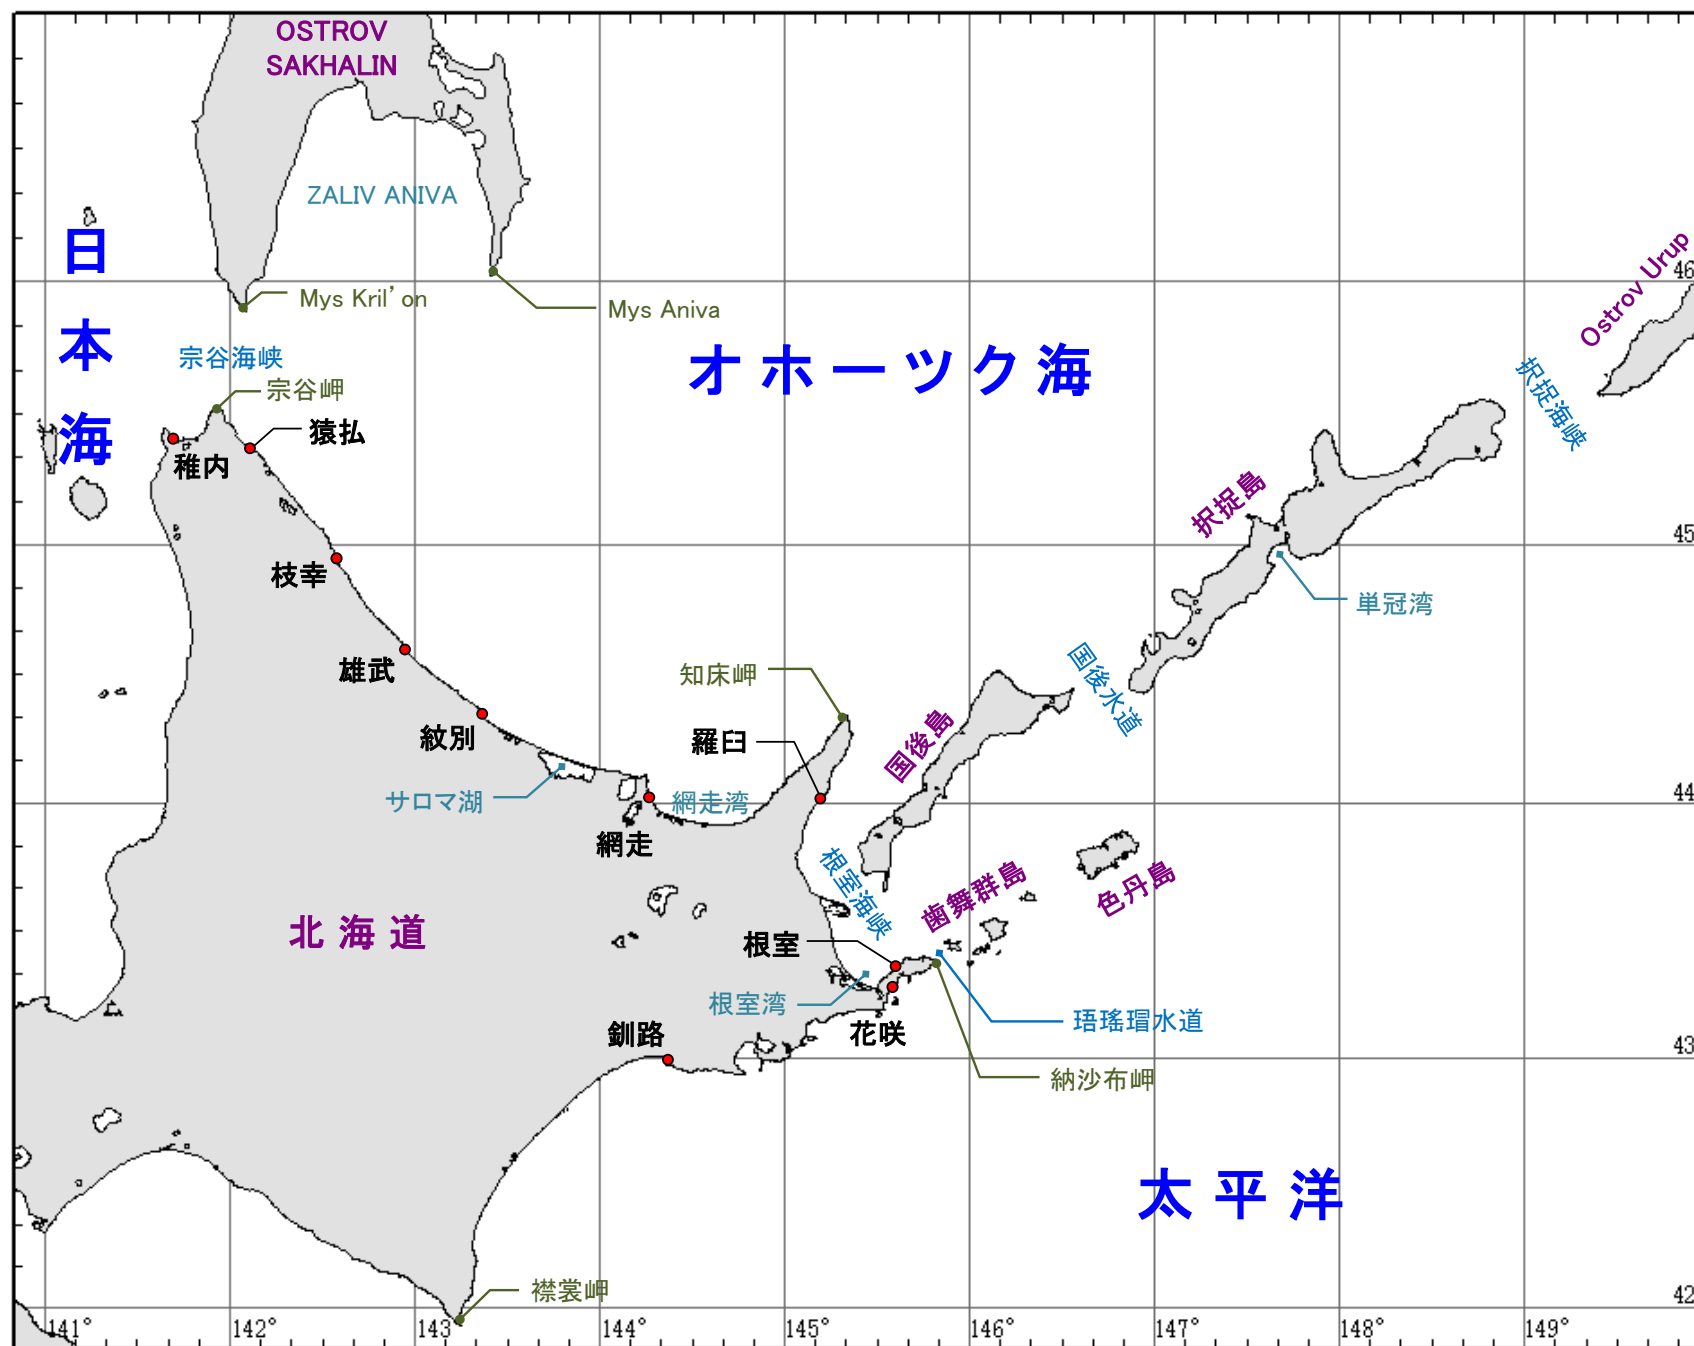 OSTROV
SAKHALIN
ZALIV ANIVA
日本海
Mys Kril'on
Mys Aniva
Ostrov Urup
46
宗谷海峡
宗谷岬
オホーツク海
択捉海峡
猿払
稚内
択捉島
45
枝幸
単冠湾
雄武
知床岬
国後水道
紋別
羅臼
国後島
サロマ湖
網走湾
44
網走
根室海峡
歯舞群島
色丹島
北海道
根室
根室湾
珸瑤瑁水道
釧路
花咲
43
納沙布岬
太平洋
襟裳岬
42
141°
142°
143°
144°
145°
146°
147°
148°
149°